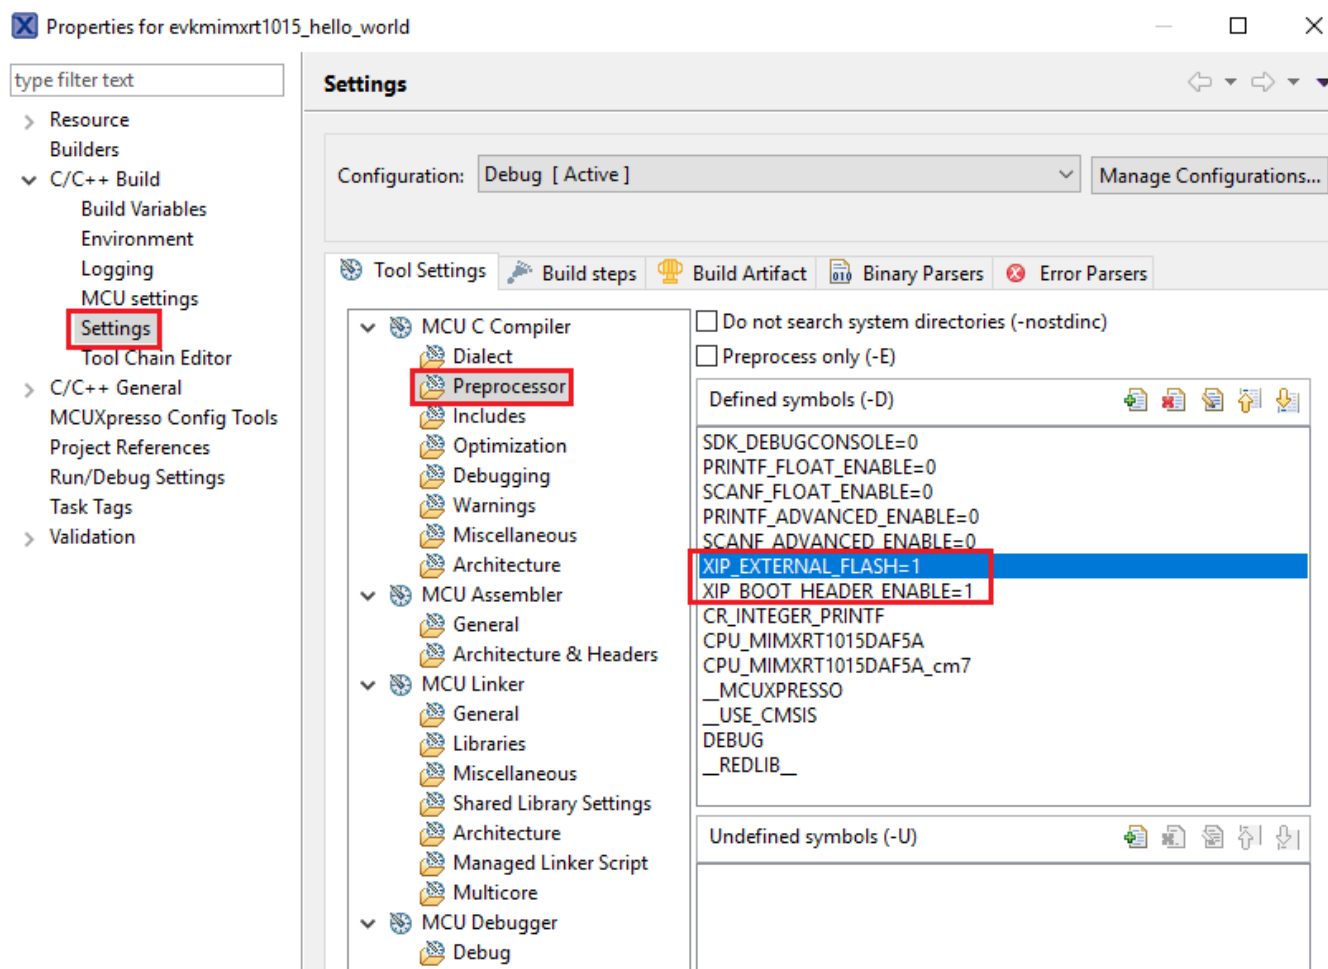 Properties for evkmimxrt1015_hello_world
type filter text
Resource
Builders
C/C++ Build
Build Variables
Environment
Logging
MCU settings
Settings
Tool Chain Editor
C/C++ General
MCUXpresso Config Tools
Project References
Run/Debug Settings
Task Tags
Validation
Settings
Configuration: Debug [ Active ] Manage Configurations...
Tool Settings Build steps Build Artifact Binary Parsers Error Parsers
MCU C Compiler
Dialect
Preprocessor
Includes
Optimization
Debugging
Warnings
Miscellaneous
Architecture
MCU Assembler
General
Architecture & Headers
MCU Linker
General
Libraries
Miscellaneous
Shared Library Settings
Architecture
Managed Linker Script
Multicore
MCU Debugger
Debug
Do not search system directories (-nostdinc)
Preprocess only (-E)
Defined symbols (-D)
SDK_DEBUGCONSOLE=0
PRINTF_FLOAT_ENABLE=0
SCANF_FLOAT_ENABLE=0
PRINTF_ADVANCED_ENABLE=0
SCANF_ADVANCED_ENABLE=0
XIP_EXTERNAL_FLASH=1
XIP_BOOT_HEADER_ENABLE=1
CR_INTEGER_PRINTF
CPU_MIMXRT1015DAF5A
CPU_MIMXRT1015DAF5A_cm7
__MCUXPRESSO
__USE_CMSIS
DEBUG
__REDLIB__
Undefined symbols (-U)